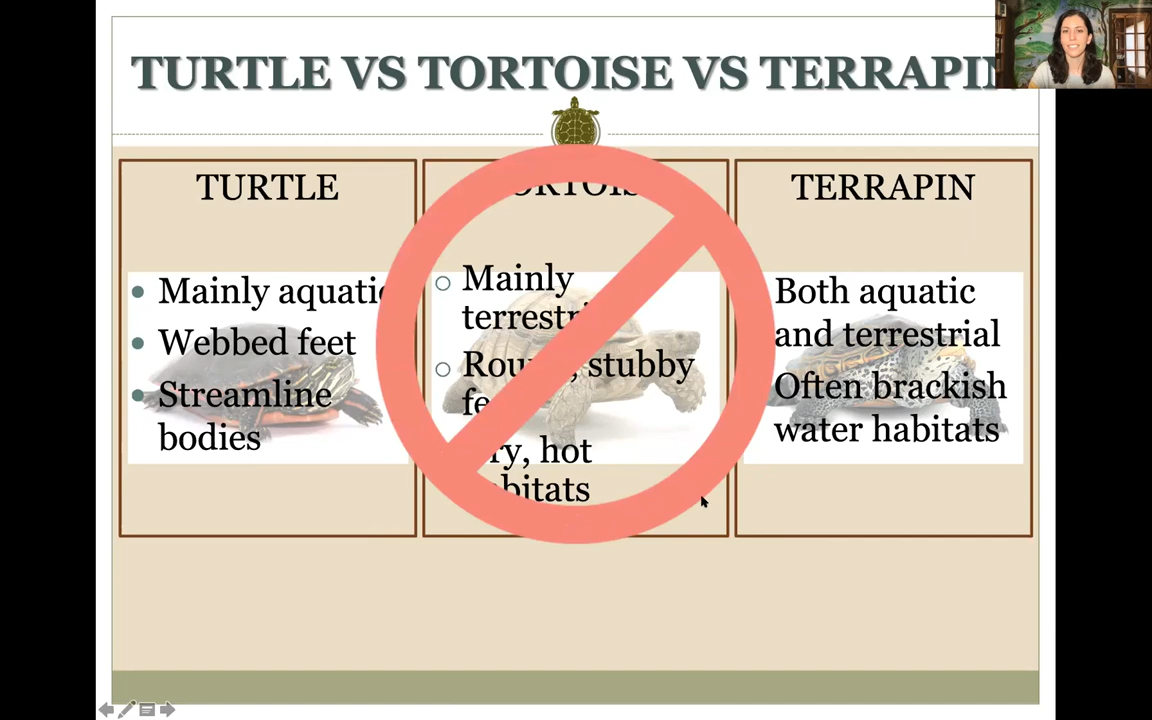 TURTLE VS TORTOISE VS TERRAPIN
TURTLE
TERRAPIN
Mainly aquatic
Webbed feet
Streamline
bodies
Mainly
stubby
hot
Both aquatic
and terrestrial
Often brackish
water habitats